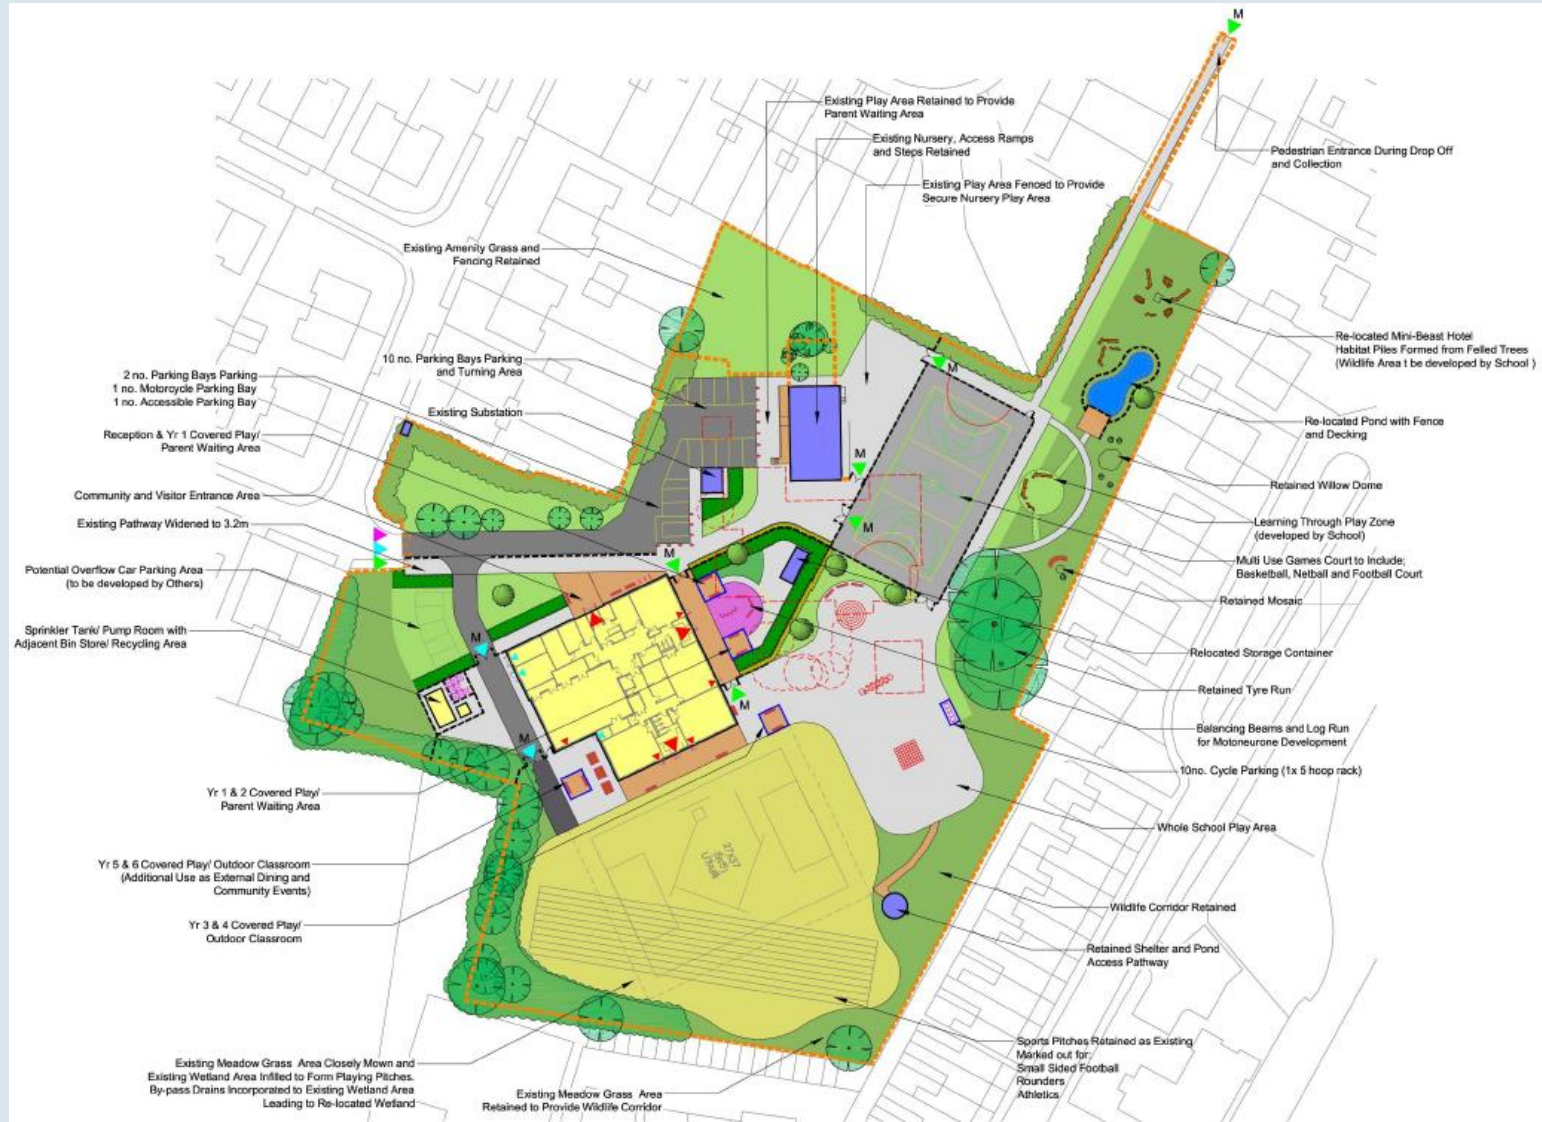 M
Existing Play Area Retained to Provide
Parent Waiting Area
Existing Nursery, Access Ramps
and Steps Retained
Pedestrian Entrance During Drop Off
and Collection
Existing Play Area Fenced to Provide
Secure Nursery Play Area
Existing Amenity Grass and
Fencing Retained
Re-located Mini-Beast Hotel
Habitat Piles Formed from Felled Trees
(Wildlife Area t be developed by School )
10 no. Parking Bays Parking
and Turning Area
2 no. Parking Bays Parking
1 no. Motorcycle Parking Bay
1 no. Accessible Parking Bay
M
Existing Substation
Re-located Pond with Fence
and Decking
Reception & Yr 1 Covered Play/
Parent Waiting Area
M
Retained Willow Dome
Community and Visitor Entrance Area
Existing Pathway Widened to 3.2m
M
Learning Through Play Zone
(developed by School)
M
Multi Use Games Court to Include;
Basketball, Netball and Football Court
Potential Overflow Car Parking Area
(to be developed by Others)
Retained Mosaic
Sprinkler Tank/ Pump Room with
Adjacent Bin Store/ Recycling Area
M
Relocated Storage Container
Retained Tyre Run
M
Balancing Beams and Log Run
for Motoneurone Development
M
10no. Cycle Parking (1x 5 hoop rack)
Yr 1 & 2 Covered Play/
Parent Waiting Area
Whole School Play Area
27x37
Yr 5 & 6 Covered Play/ Outdoor Classroom
(Additional Use as External Dining and
Community Events)
Wildlife Corridor Retained
Yr 3 & 4 Covered Play/
Outdoor Classroom
Retained Shelter and Pond
Access Pathway
Sports Pitches Retained as Existing
Marked out for:
Small Sided Football
Rounders
Athletics
Existing Meadow Grass Area Closely Mown and
Existing Wetland Area Infilled to Form Playing Pitches.
By-pass Drains Incorporated to Existing Wetland Area
Leading to Re-located Wetland
Existing Meadow Grass Area
Retained to Provide Wildlife Corridor